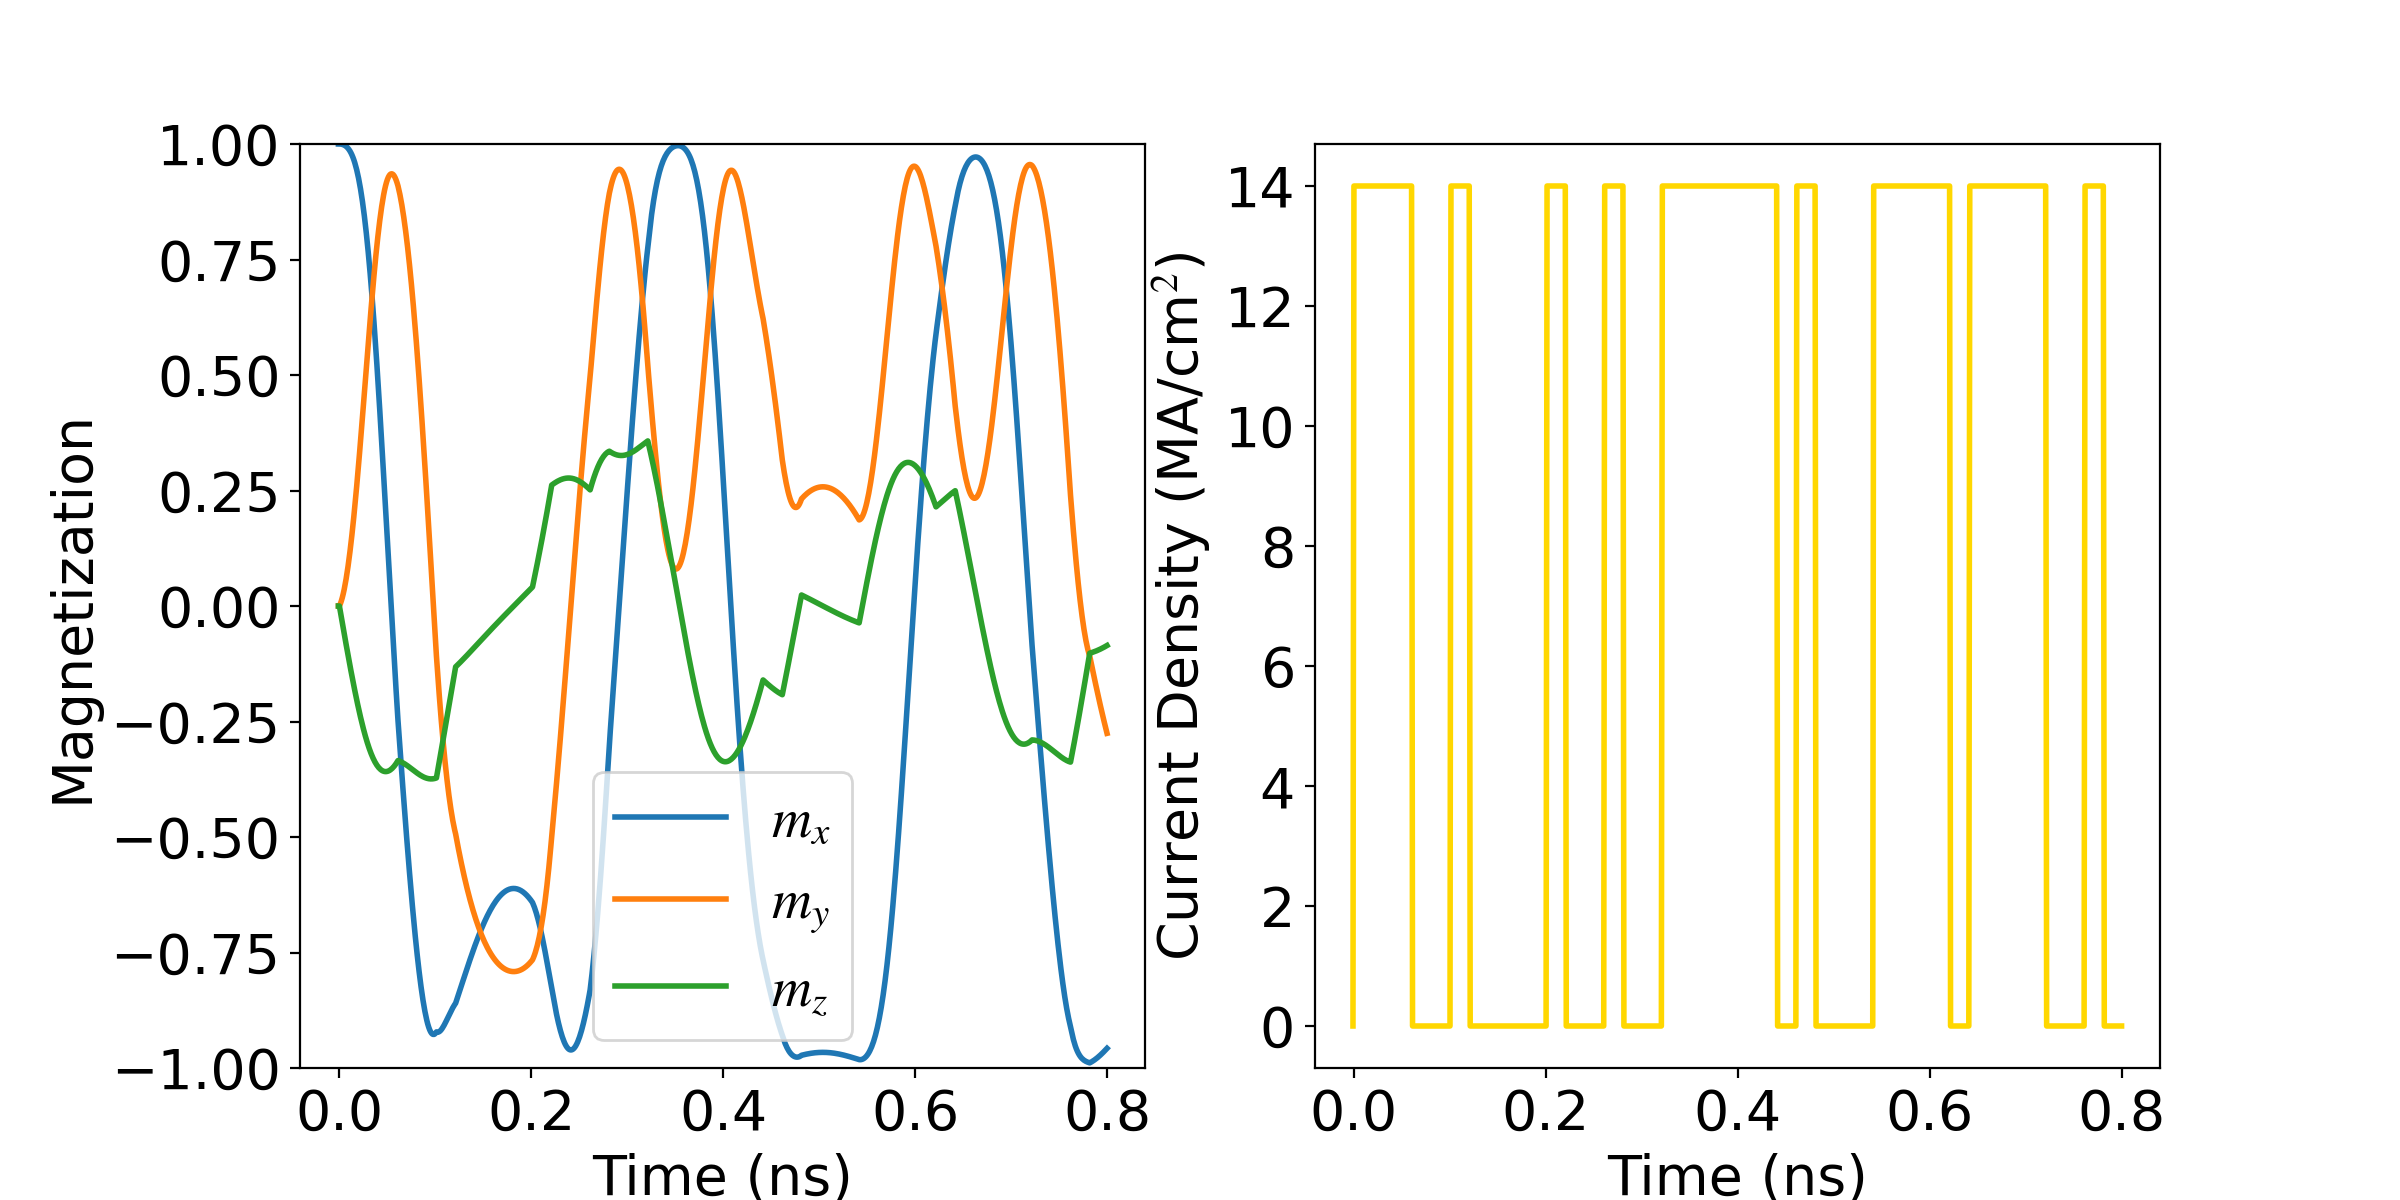 1.00
0.75
0.50
0.25
0.00
−0.25
−0.50
−0.75
−1.00
Magnetization
0.0 0.2 0.4 0.6 0.8
Time (ns)
m_x
m_y
m_z
14
12
10
8
6
4
2
0
Current Density (MA/cm²)
0.0 0.2 0.4 0.6 0.8
Time (ns)